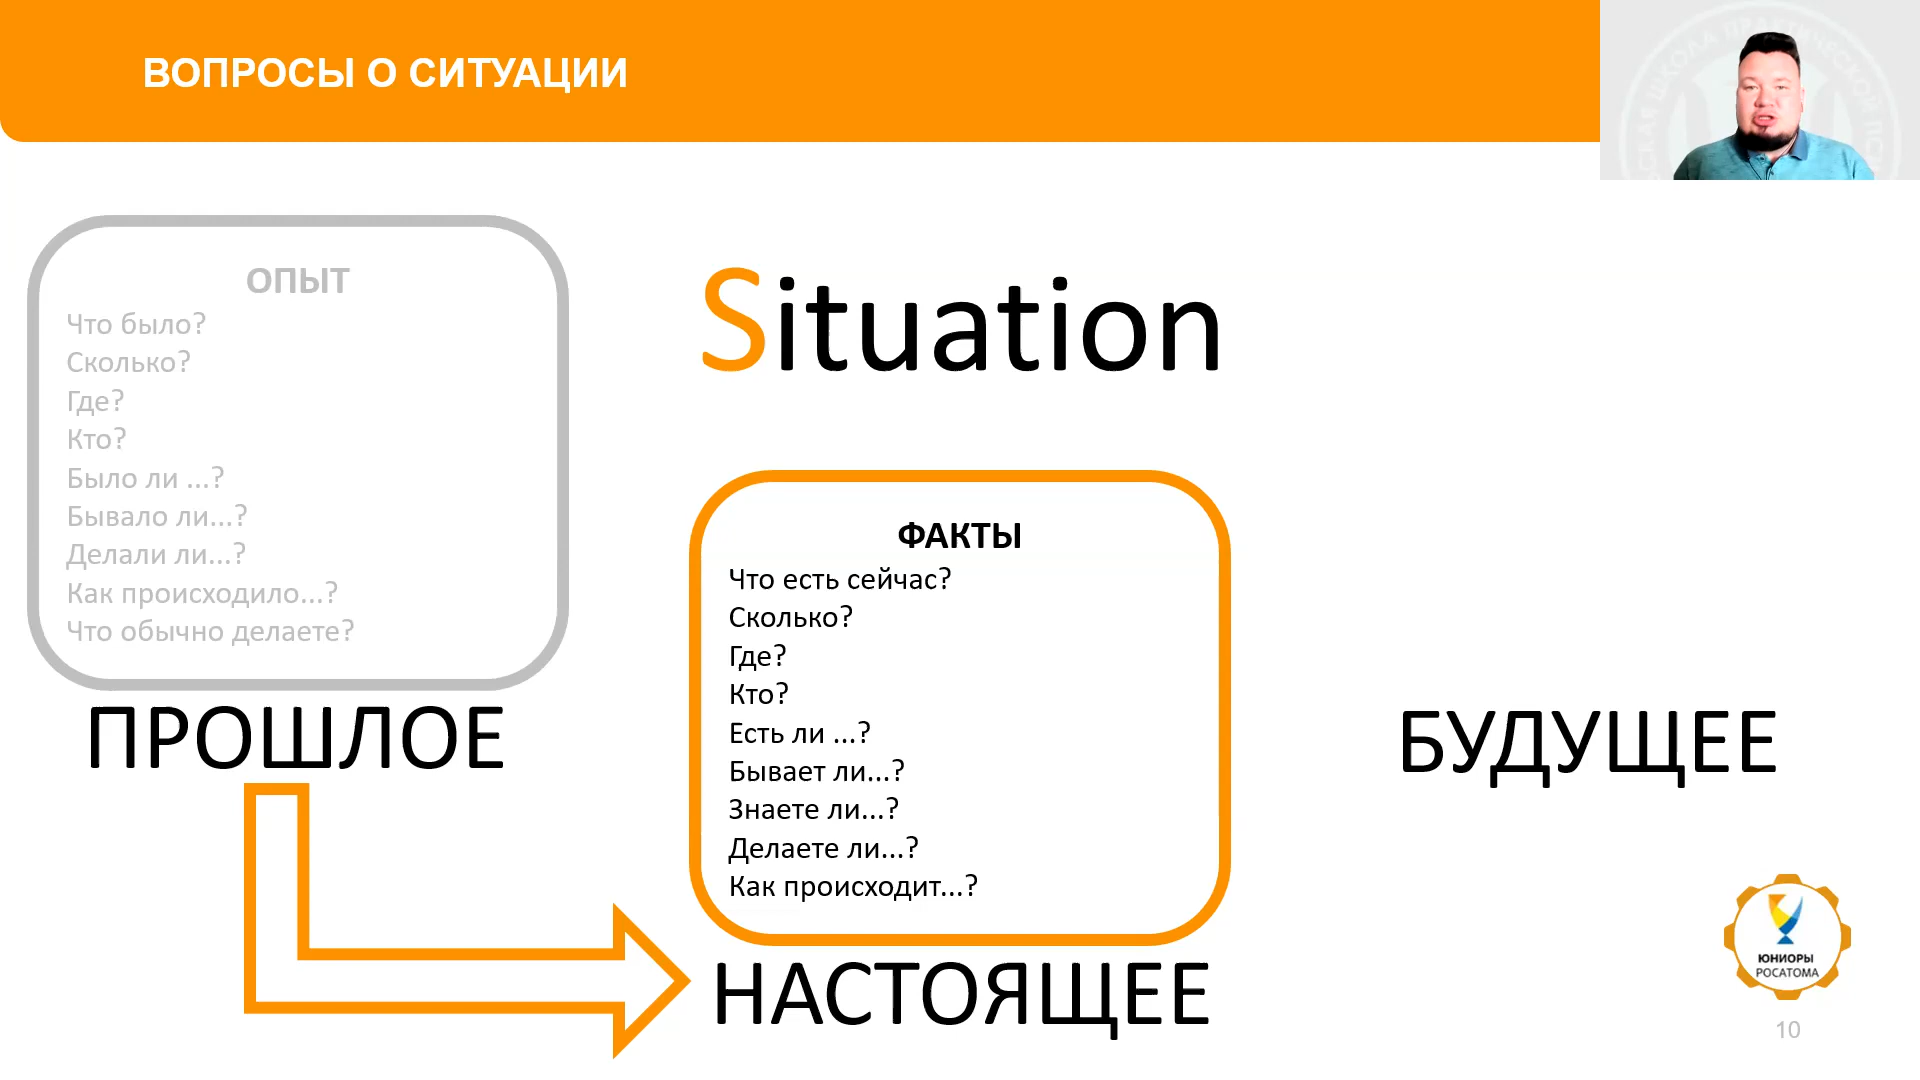 ВОПРОСЫ О СИТУАЦИИ
ОПЫТ
Что было?
Сколько?
Где?
Кто?
Было ли ...?
Бывало ли...?
Делали ли...?
Как происходило...?
Что обычно делаете?
ПРОШЛОЕ
Situation
ФАКТЫ
Что есть сейчас?
Сколько?
Где?
Кто?
Есть ли ...?
Бывает ли...?
Знаете ли...?
Делаете ли...?
Как происходит...?
НАСТОЯЩЕЕ
БУДУЩЕЕ
ЮНИОРЫ
РОСАТОМА
10